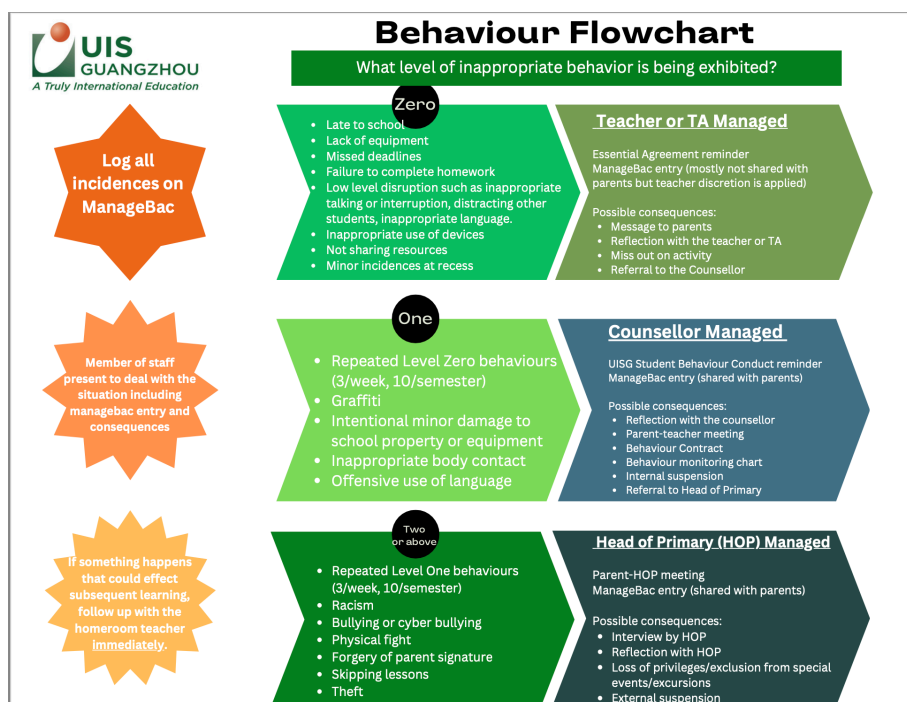 Behaviour Flowchart
UIS
GUANGZHOU
A Truly International Education
What level of inappropriate behavior is being exhibited?
Log all
incidences on
ManageBac
Zero
• Late to school
• Lack of equipment
• Missed deadlines
• Failure to complete homework
• Low level disruption such as inappropriate
talking or interruption, distracting other
students, inappropriate language.
• Inappropriate use of devices
• Not sharing resources
• Minor incidences at recess
Teacher or TA Managed
Essential Agreement reminder
ManageBac entry (mostly not shared with
parents but teacher discretion is applied)
Possible consequences:
• Message to parents
• Reflection with the teacher or TA
• Miss out on activity
• Referral to the Counsellor
Member of staff
present to deal with the
situation including
managebac entry and
consequences
One
• Repeated Level Zero behaviours
(3/week, 10/semester)
• Graffiti
• Intentional minor damage to
school property or equipment
• Inappropriate body contact
• Offensive use of language
Counsellor Managed
UISG Student Behaviour Conduct reminder
ManageBac entry (shared with parents)
Possible consequences:
• Reflection with the counsellor
• Parent-teacher meeting
• Behaviour Contract
• Behaviour monitoring chart
• Internal suspension
• Referral to Head of Primary
If something happens
that could effect
subsequent learning,
follow up with the
homeroom teacher
immediately.
Two
or above
• Repeated Level One behaviours
(3/week, 10/semester)
• Racism
• Bullying or cyber bullying
• Physical fight
• Forgery of parent signature
• Skipping lessons
• Theft
Head of Primary (HOP) Managed
Parent-HOP meeting
ManageBac entry (shared with parents)
Possible consequences:
• Interview by HOP
• Reflection with HOP
• Loss of privileges/exclusion from special
events/excursions
• External suspension